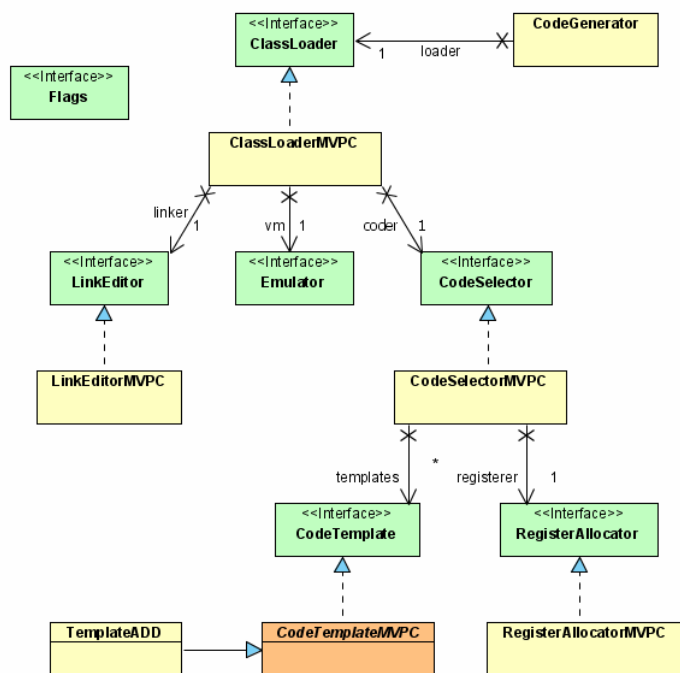 <<Interface>>
ClassLoader
CodeGenerator
1
loader
<<Interface>>
Flags
ClassLoaderMVPC
linker
1
vm
1
coder
1
<<Interface>>
LinkEditor
<<Interface>>
Emulator
<<Interface>>
CodeSelector
LinkEditorMVPC
CodeSelectorMVPC
templates
*
registerer
1
<<Interface>>
CodeTemplate
<<Interface>>
RegisterAllocator
TemplateADD
CodeTemplateMVPC
RegisterAllocatorMVPC